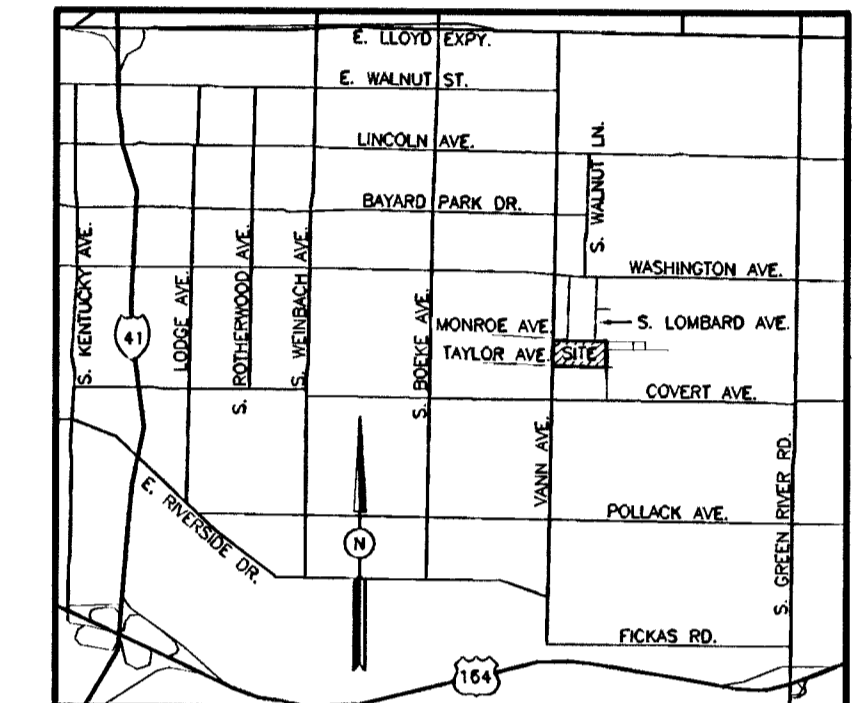 E. LLOYD EXPY.
E. WALNUT ST.
LINCOLN AVE.
S. WALNUT LN.
BAYARD PARK DR.
WASHINGTON AVE.
S. KENTUCKY AVE.
41
LODGE AVE.
S. ROTHERWOOD AVE.
S. WEINBACH AVE.
S. BOEKE AVE.
MONROE AVE.
S. LOMBARD AVE.
TAYLOR AVE.
SITE
COVERT AVE.
VANN AVE.
S. GREEN RIVER RD.
E. RIVERSIDE DR.
POLLACK AVE.
N
FICKAS RD.
164